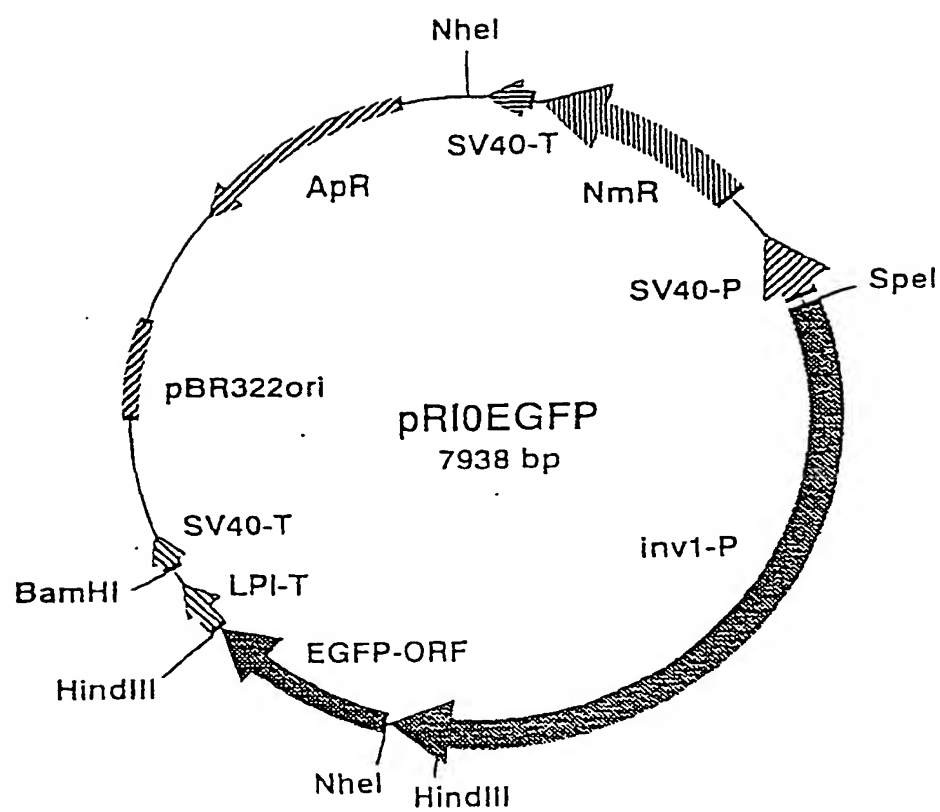 NheI
SV40-T
NmR
ApR
SV40-P
SpeI
pBR322ori
pRI0EGFP
7938 bp
inv1-P
SV40-T
BamHI
LPI-T
EGFP-ORF
HindIII
NheI
HindIII